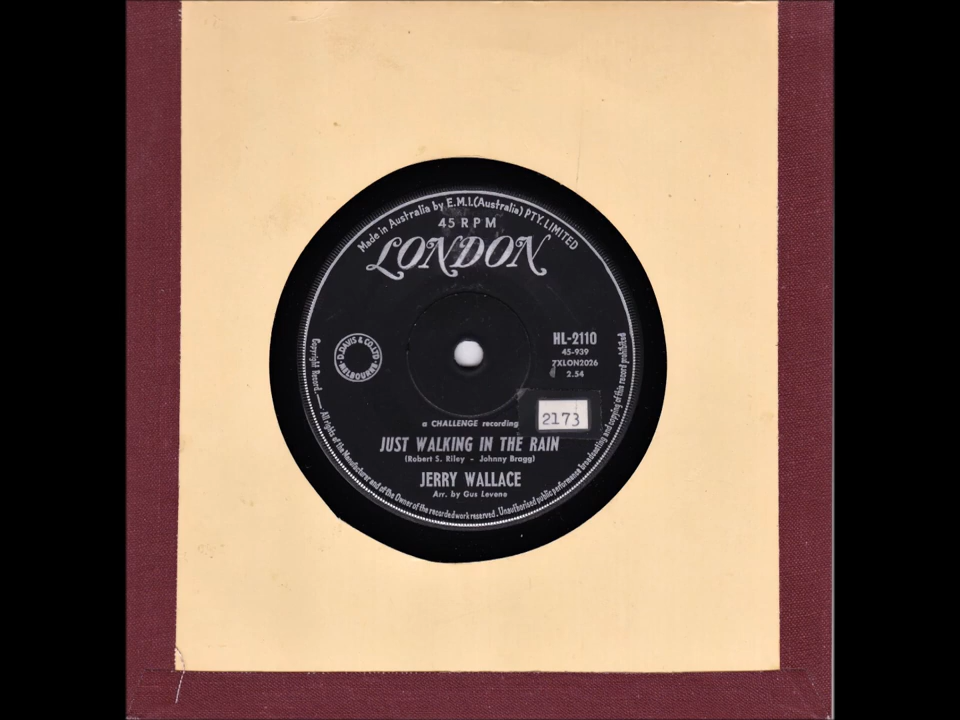 Made in Australia by E.M.I.(Australia) PTY. LIMITED
45 RPM
LONDON
D. DAVIS & CO. LTD
MELBOURNE
HL-2110
45-939
7XLON2026
2.54
2173
a CHALLENGE recording
JUST WALKING IN THE RAIN
(Robert S. Riley - Johnny Bragg)
JERRY WALLACE
Arr. by Gus Levene
Copyright Record.— All rights of the Manufacturer and of the Owner of the recorded work reserved. Unauthorised public performance broadcasting and copying of this record prohibited